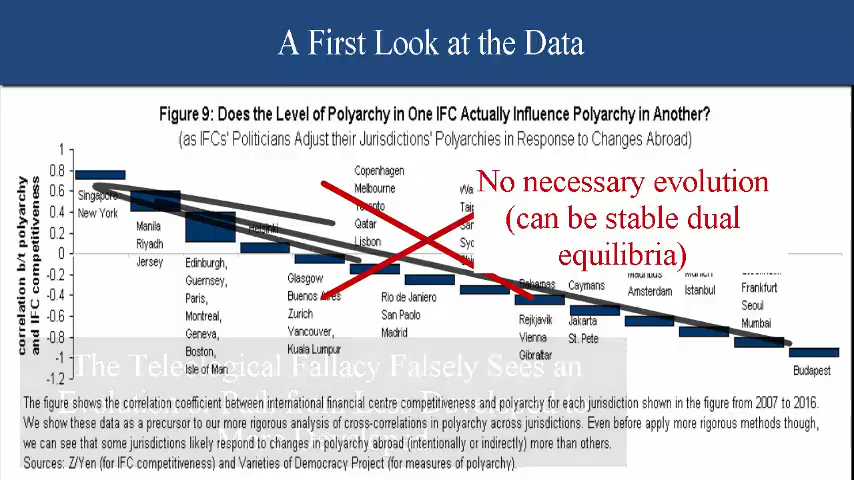 A First Look at the Data
Figure 9: Does the Level of Polyarchy in One IFC Actually Influence Polyarchy in Another?
(as IFCs' Politicians Adjust their Jurisdictions' Polyarchies in Response to Changes Abroad)
correlation b/t polyarchy
and IFC competitiveness
1
0.8
0.6
0.4
0.2
0
-0.2
-0.4
-0.6
-0.8
-1
-1.2
Singapore
New York
Manila
Riyadh
Jersey
Edinburgh,
Guernsey,
Paris,
Montreal,
Geneva,
Boston,
Isle of Man
Helsinki
Glasgow
Buenos Aires
Zurich
Vancouver,
Kuala Lumpur
Copenhagen
Melbourne
Toronto
Qatar
Lisbon
Rio de Janiero
San Paolo
Madrid
No necessary evolution
(can be stable dual
equilibria)
Bahamas
Rejkjavik
Vienna
Gibraltar
Caymans
Jakarta
St. Pete
Amsterdam
Istanbul
Frankfurt
Seoul
Mumbai
Budapest
The Teleological Fallacy Falsely Sees an
The figure shows the correlation coefficient between international financial centre competitiveness and polyarchy for each jurisdiction shown in the figure from 2007 to 2016.
We show these data as a precursor to our more rigorous analysis of cross-correlations in polyarchy across jurisdictions. Even before apply more rigorous methods though,
we can see that some jurisdictions likely respond to changes in polyarchy abroad (intentionally or indirectly) more than others.
Sources: Z/Yen (for IFC competitiveness) and Varieties of Democracy Project (for measures of polyarchy).